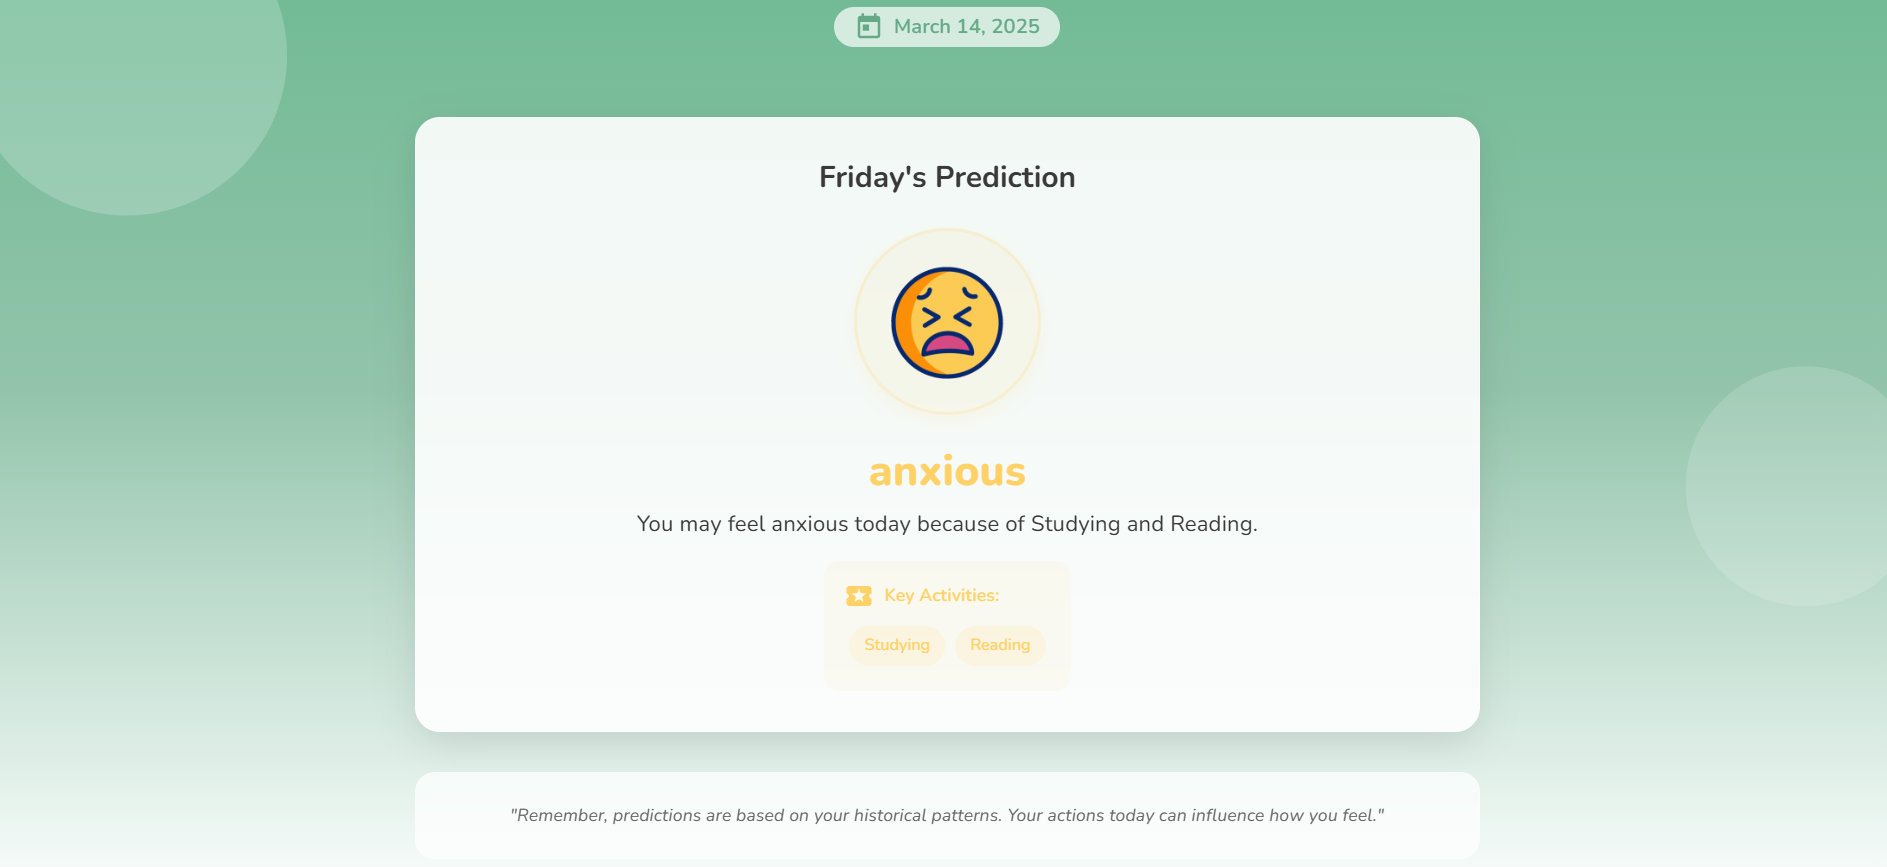 March 14, 2025
Friday's Prediction
anxious
You may feel anxious today because of Studying and Reading.
Key Activities:
Studying Reading
"Remember, predictions are based on your historical patterns. Your actions today can influence how you feel."